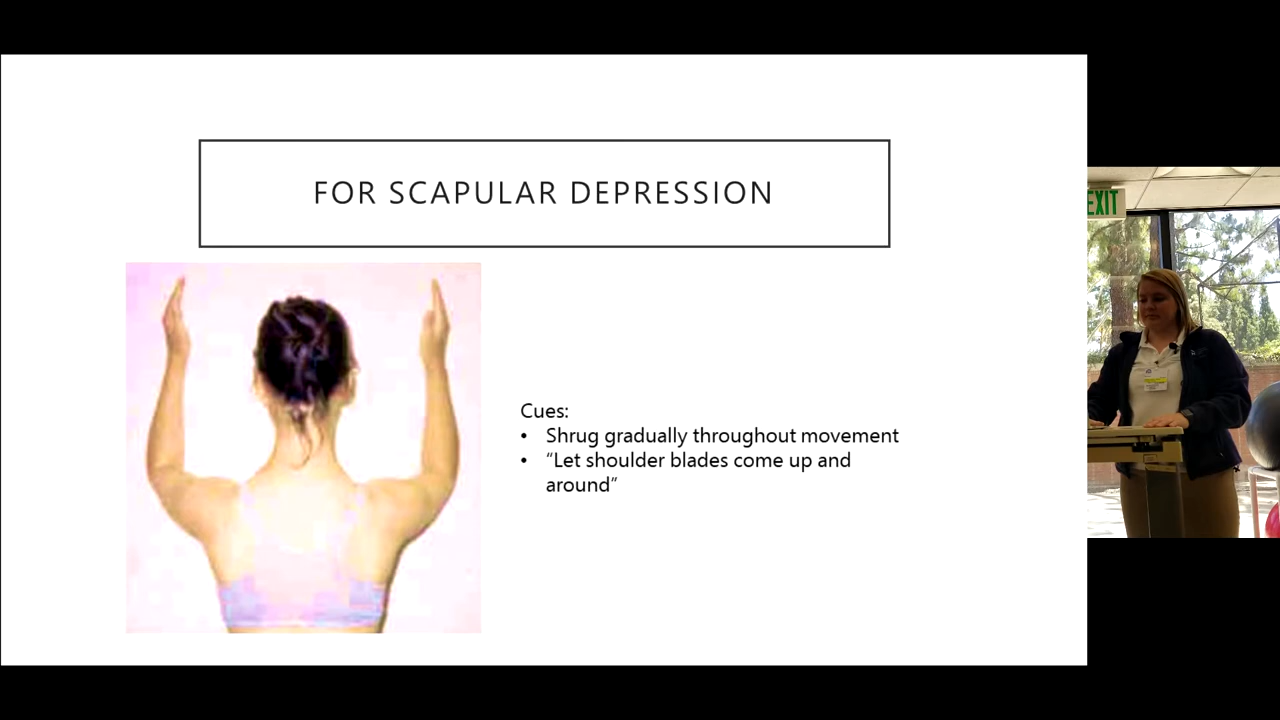 FOR SCAPULAR DEPRESSION
Cues:
• Shrug gradually throughout movement
• “Let shoulder blades come up and
around”
EXIT